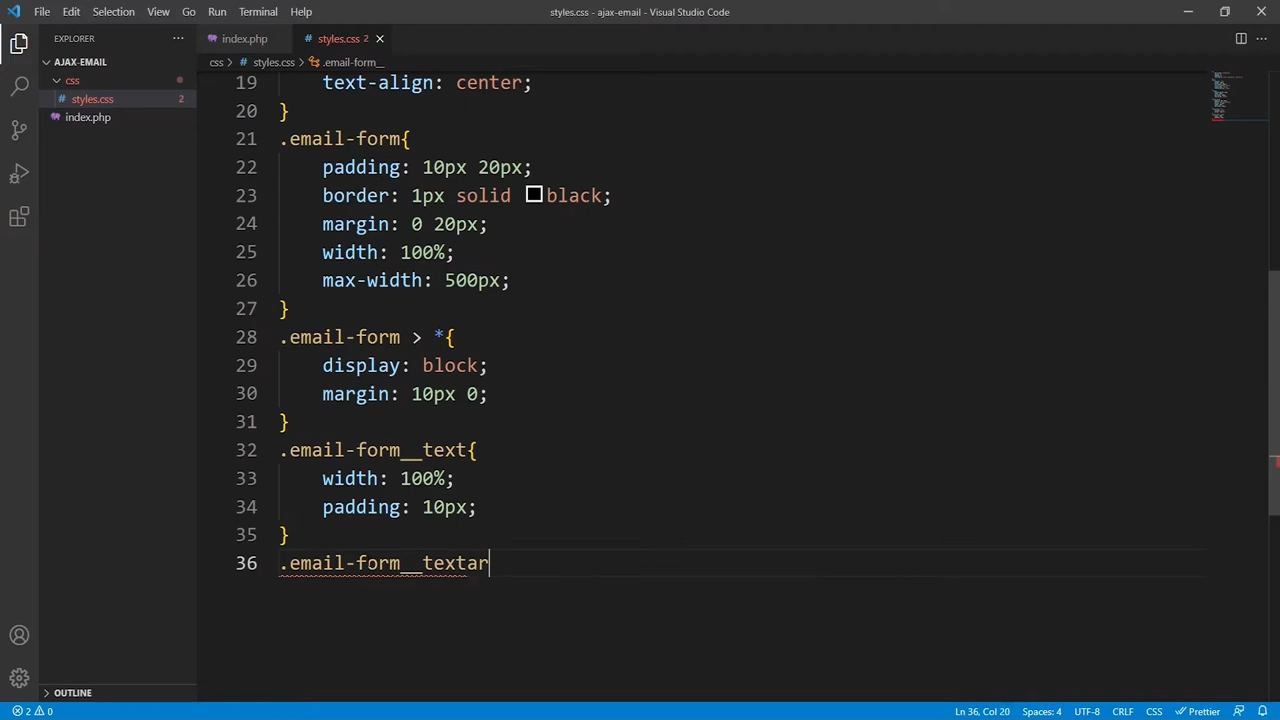 File Edit Selection View Go Run Terminal Help
styles.css - ajax-email - Visual Studio Code
EXPLORER
AJAX-EMAIL
css
# styles.css 2
index.php
OUTLINE
index.php
styles.css 2
css > # styles.css > .email-form__
19 text-align: center;
20 }
21 .email-form{
22 padding: 10px 20px;
23 border: 1px solid black;
24 margin: 0 20px;
25 width: 100%;
26 max-width: 500px;
27 }
28 .email-form > *{
29 display: block;
30 margin: 10px 0;
31 }
32 .email-form__text{
33 width: 100%;
34 padding: 10px;
35 }
36 .email-form__textar
2 0
Ln 36, Col 20 Spaces: 4 UTF-8 CRLF CSS Prettier